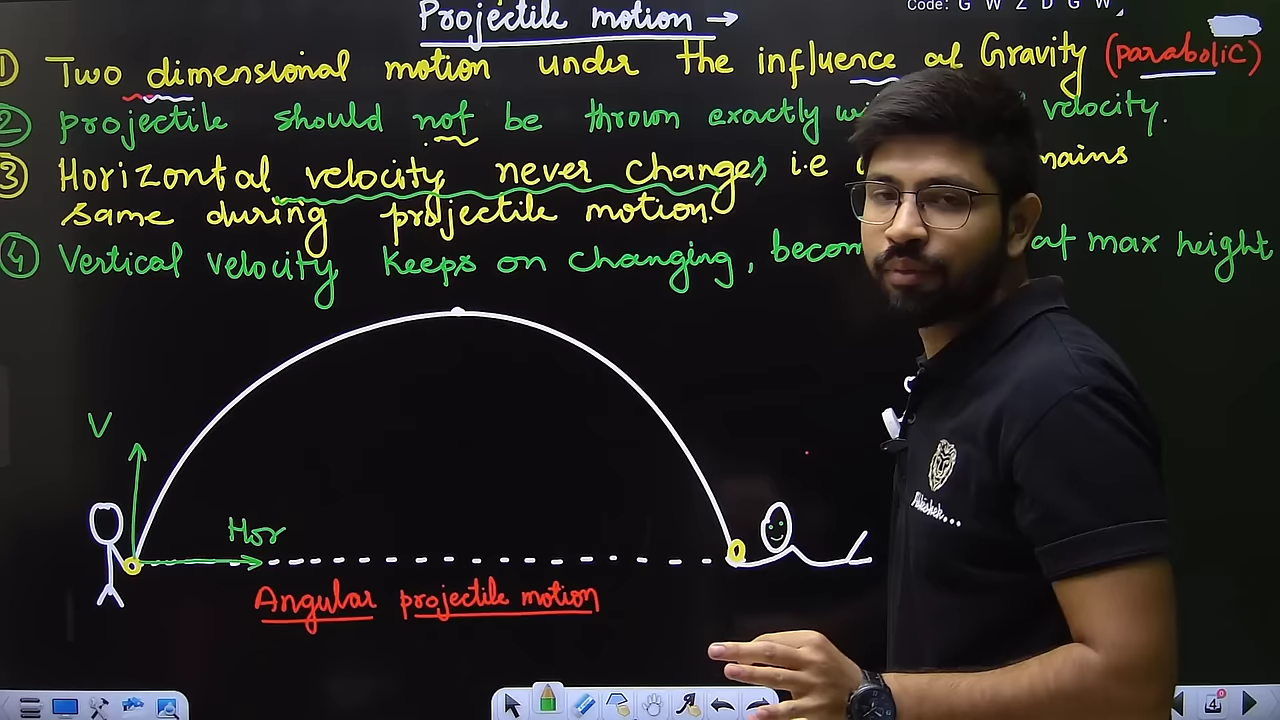 Code: G W Z D G W
Projectile motion →
① Two dimensional motion under the influence of Gravity (parabolic)
② projectile should not be thrown exactly velocity.
③ Horizontal velocity never changes i.e
same during projectile motion.
④ Vertical velocity keeps on changing, at max height
V
Hor
Angular projectile motion
Abhishek...
4